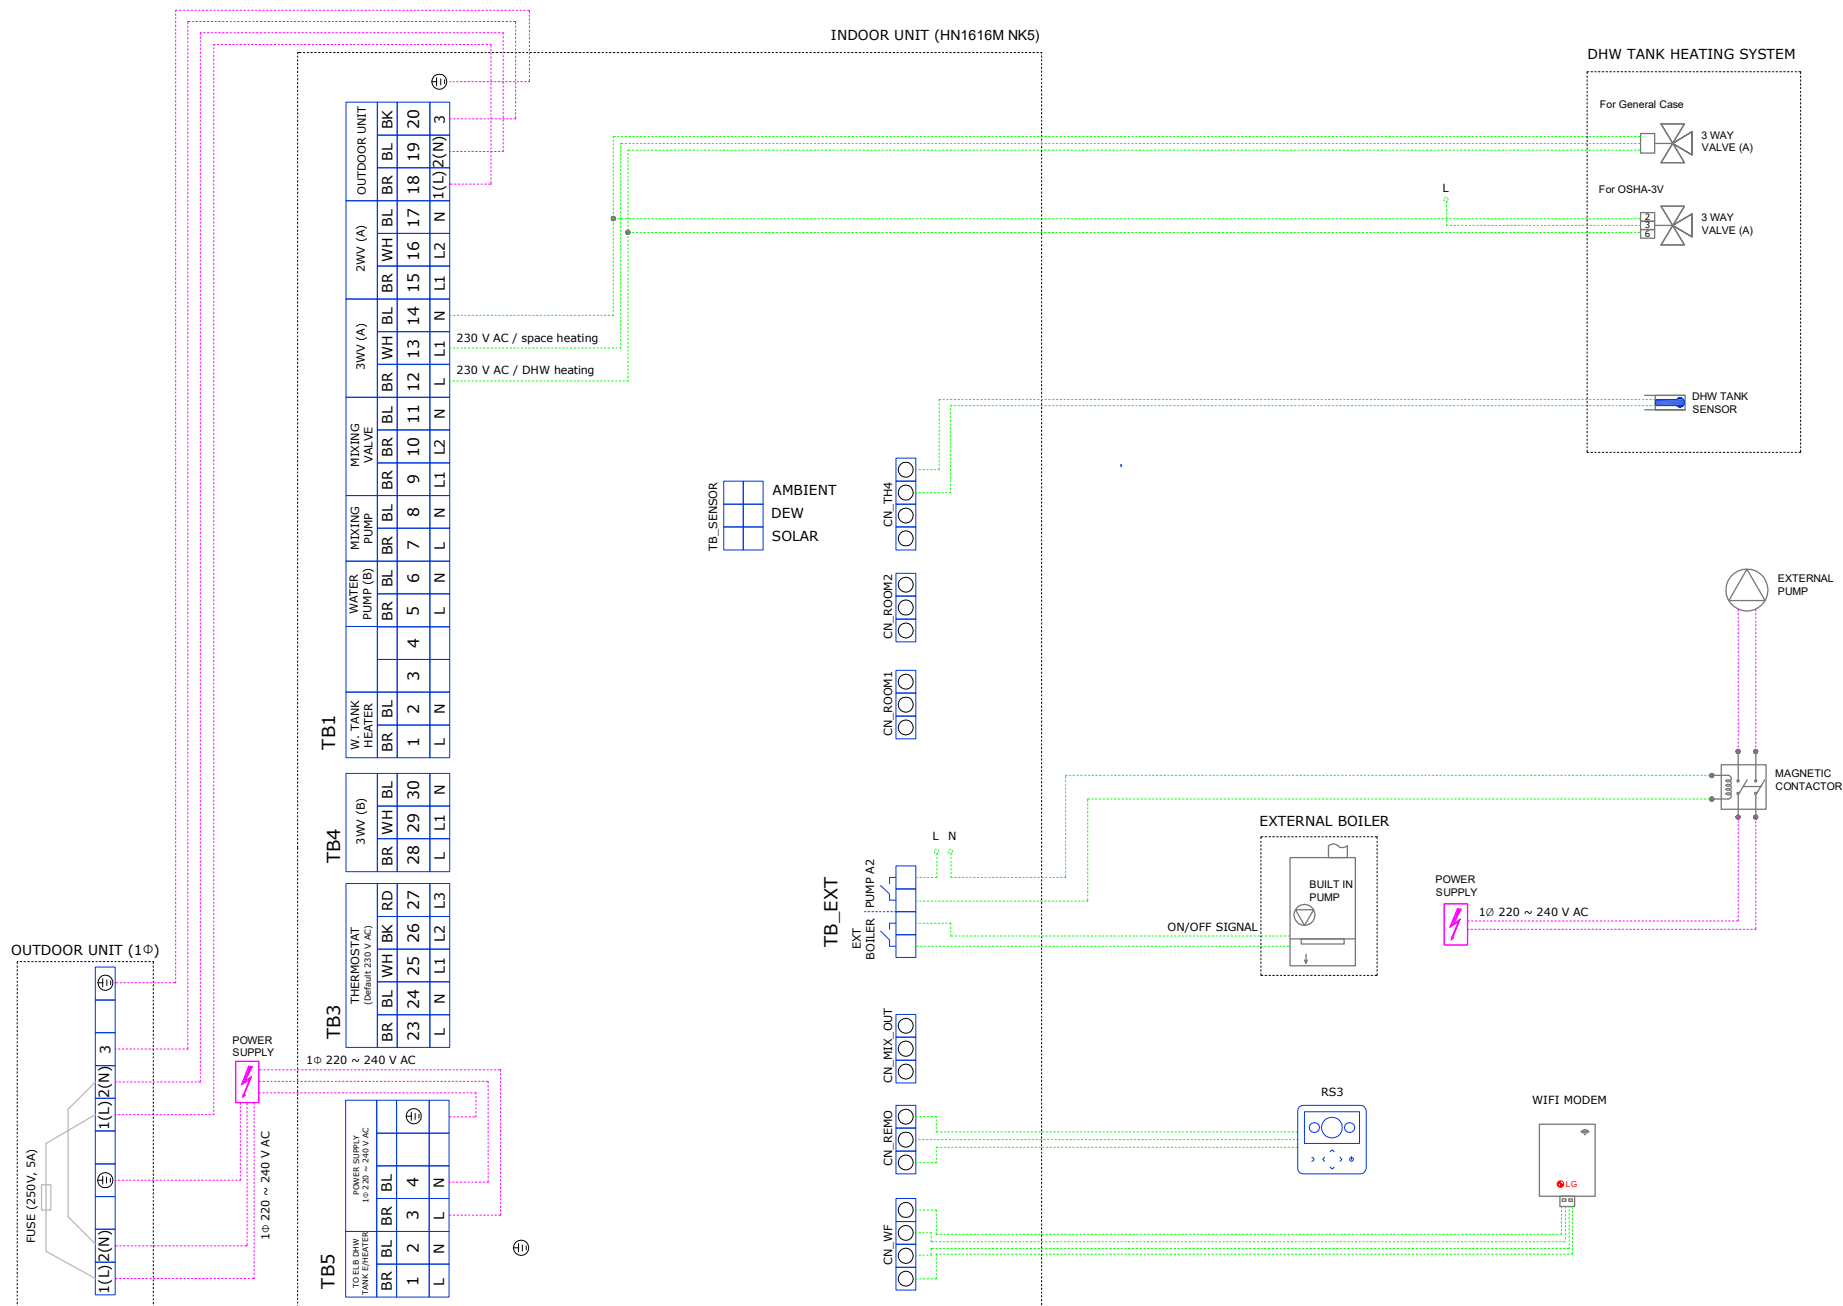 INDOOR UNIT (HN1616M NK5)
DHW TANK HEATING SYSTEM
For General Case
3 WAY
VALVE (A)
For OSHA-3V
L
2
3
6
3 WAY
VALVE (A)
DHW TANK
SENSOR
TB1
OUTDOOR UNIT
BK 20 3
BL 19 2(N)
BR 18 1(L)
2WV (A)
BL 17 N
WH 16 L2
BR 15 L1
3WV (A)
BL 14 N
WH 13 L1
BR 12 L
230 V AC / space heating
230 V AC / DHW heating
MIXING
VALVE
BL 11 N
BR 10 L2
BR 9 L1
MIXING
PUMP
BL 8 N
BR 7 L
WATER
PUMP (B)
BL 6 N
BR 5 L
4
3
W. TANK
HEATER
BL 2 N
BR 1 L
TB4
3WV (B)
BL 30 N
WH 29 L1
BR 28 L
TB3
THERMOSTAT
(Default 230 V AC)
RD 27 L3
BK 26 L2
WH 25 L1
BL 24 N
BR 23 L
TB5
POWER SUPPLY
1Φ 220 ~ 240 V AC
BL 4 N
BR 3 L
TO ELB DHW
TANK E/HEATER
BL 2 N
BR 1 L
TB_SENSOR
AMBIENT
DEW
SOLAR
CN_TH4
CN_ROOM2
CN_ROOM1
TB_EXT
PUMP A2
EXT
BOILER
L N
CN_MIX_OUT
CN_REMO
CN_WF
EXTERNAL
PUMP
MAGNETIC
CONTACTOR
EXTERNAL BOILER
BUILT IN
PUMP
ON/OFF SIGNAL
POWER
SUPPLY
1Ø 220 ~ 240 V AC
RS3
WIFI MODEM
LG
OUTDOOR UNIT (1Φ)
3
2(N)
1(L)
2(N)
1(L)
FUSE (250V, 5A)
POWER
SUPPLY
1Φ 220 ~ 240 V AC
1Φ 220 ~ 240 V AC